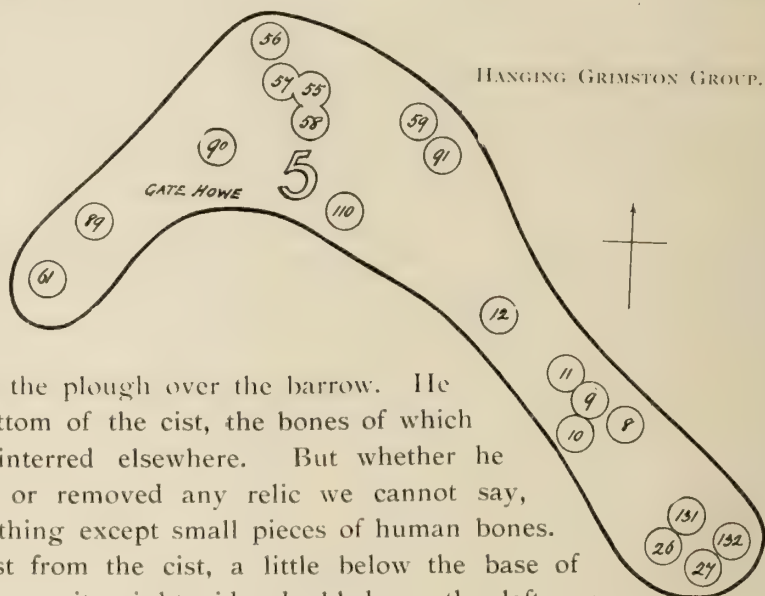 HANGING GRIMSTON GROUP.
56
57 55
58
59
91
90
5
GATE HOWE
110
89
61
12
11
9
8
10
131
26 132
27
the plough over the barrow. He
ttom of the cist, the bones of which
interred elsewhere. But whether he
or removed any relic we cannot say,
thing except small pieces of human bones.
st from the cist, a little below the base of